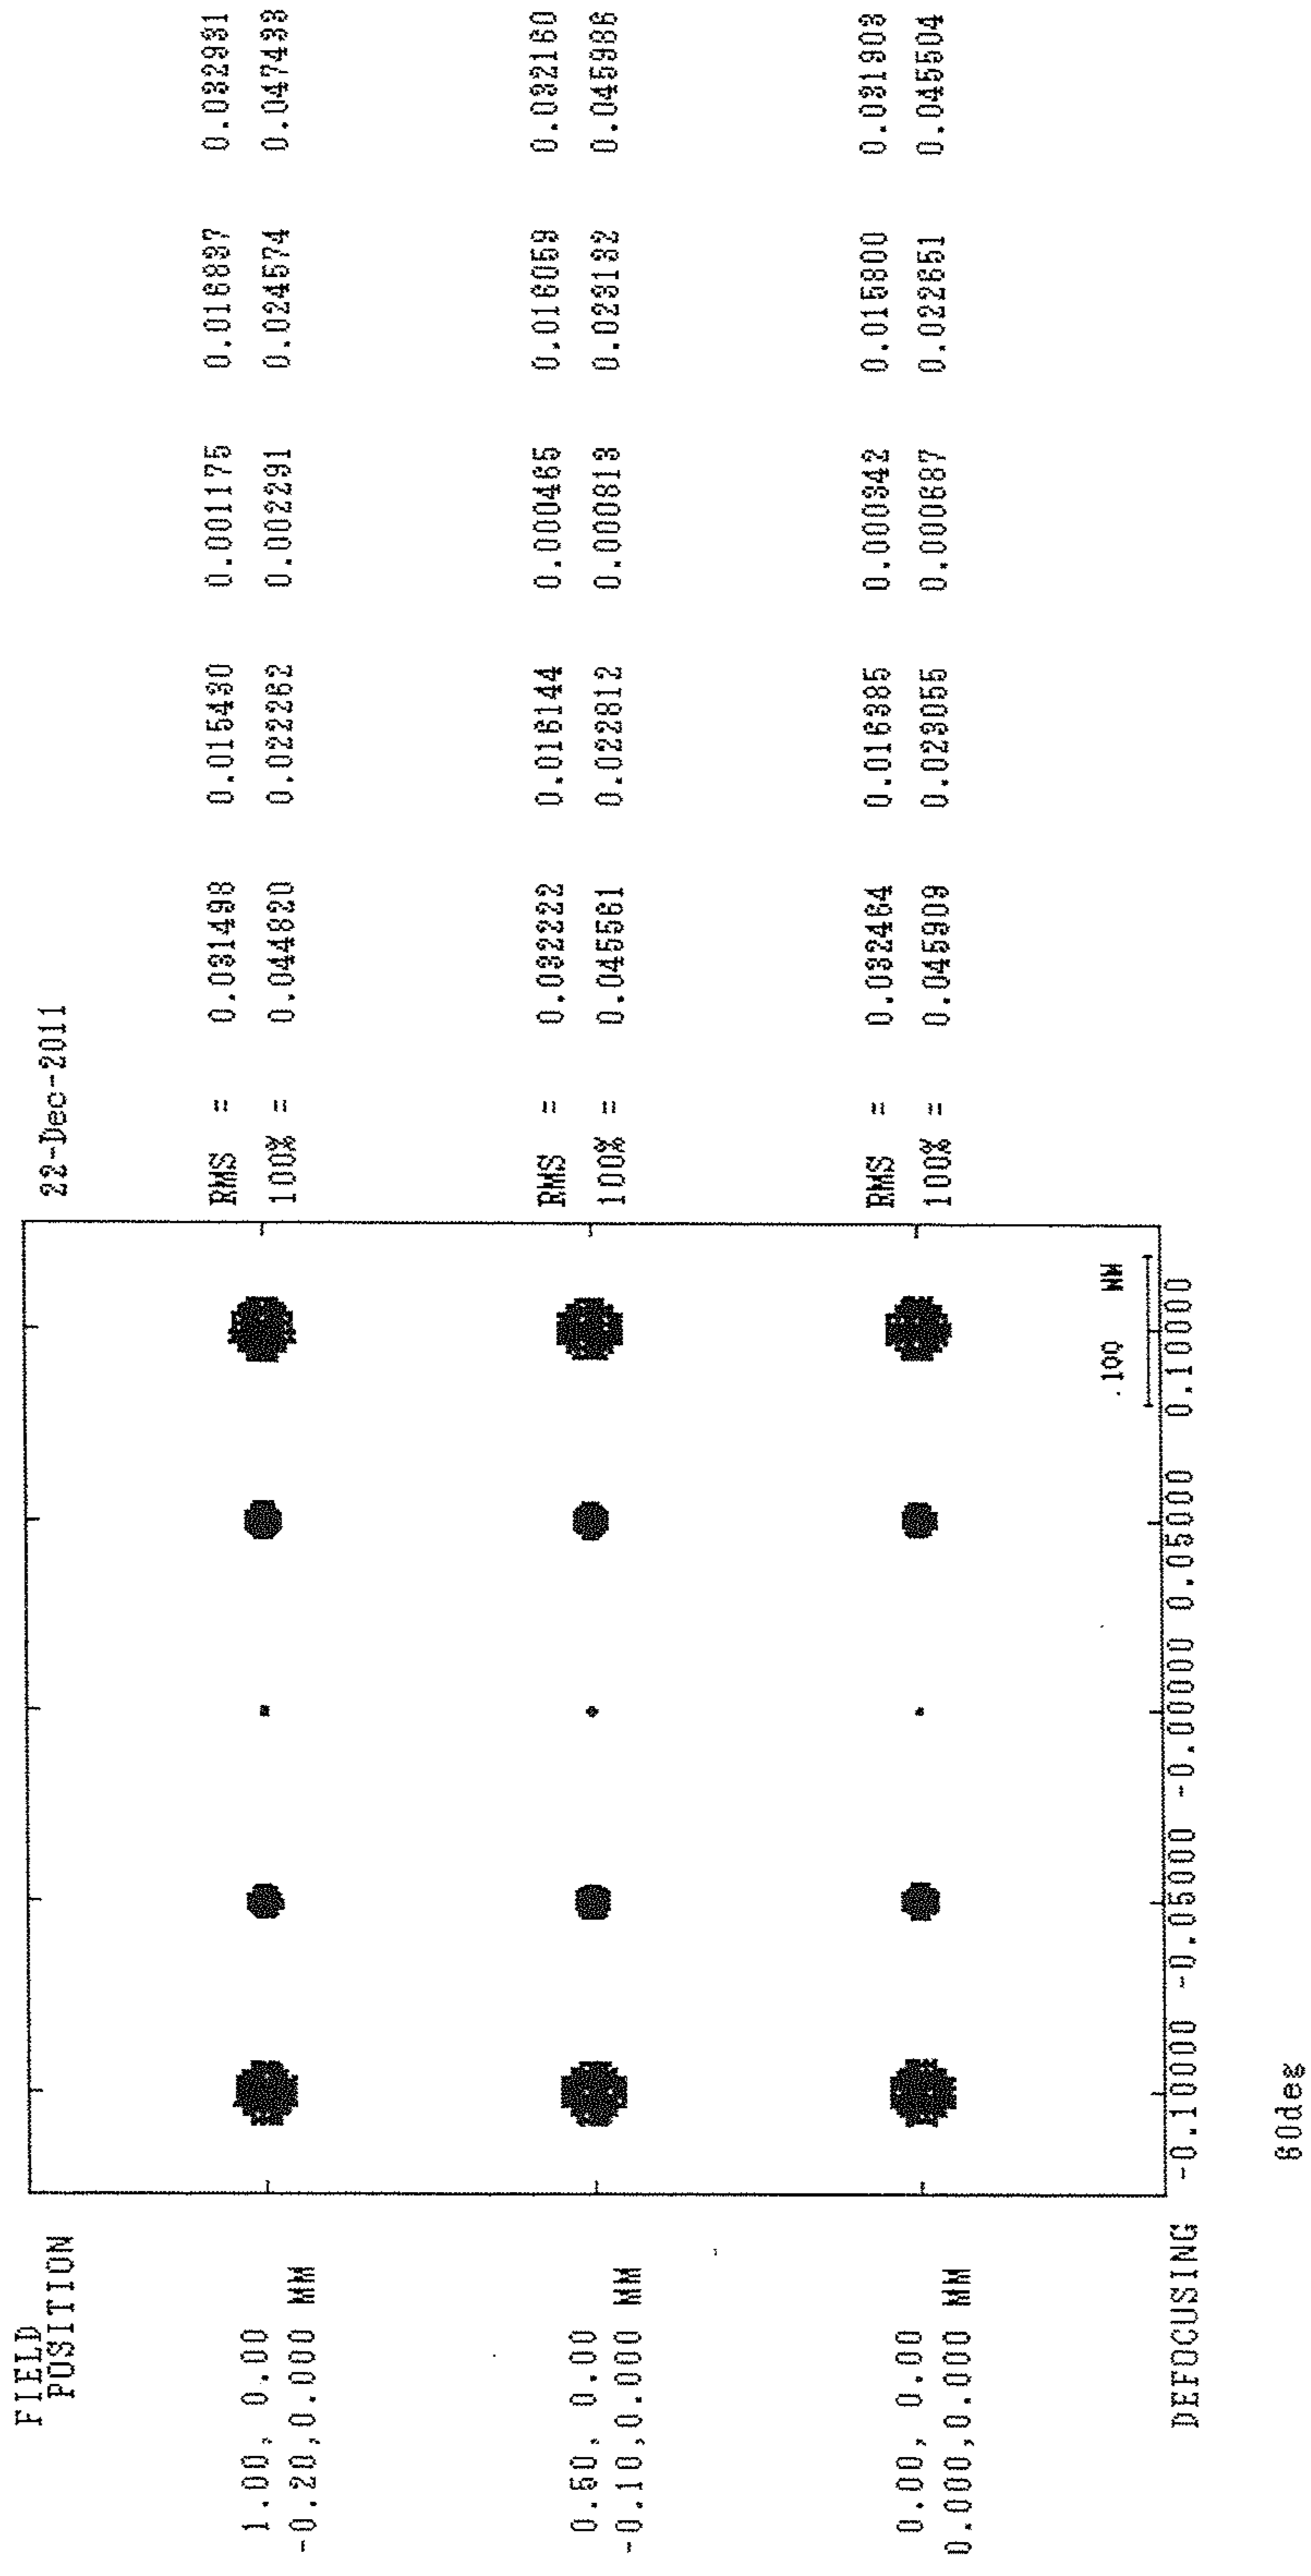 FIELD
POSITION
22-Dec-2011
1.00, 0.00
-0.20,0.000 MM
RMS = 0.031498 0.015430 0.001175 0.016837 0.032931
100% = 0.044820 0.022262 0.002291 0.024574 0.047433
0.50, 0.00
-0.10,0.000 MM
RMS = 0.032222 0.016144 0.000465 0.016059 0.032160
100% = 0.045561 0.022812 0.000813 0.023132 0.045986
0.00, 0.00
0.000,0.000 MM
RMS = 0.032464 0.016385 0.000342 0.015800 0.031903
100% = 0.045909 0.023055 0.000687 0.022651 0.045504
.100 MM
DEFOCUSING -0.10000 -0.05000 -0.00000 0.05000 0.10000
60deg